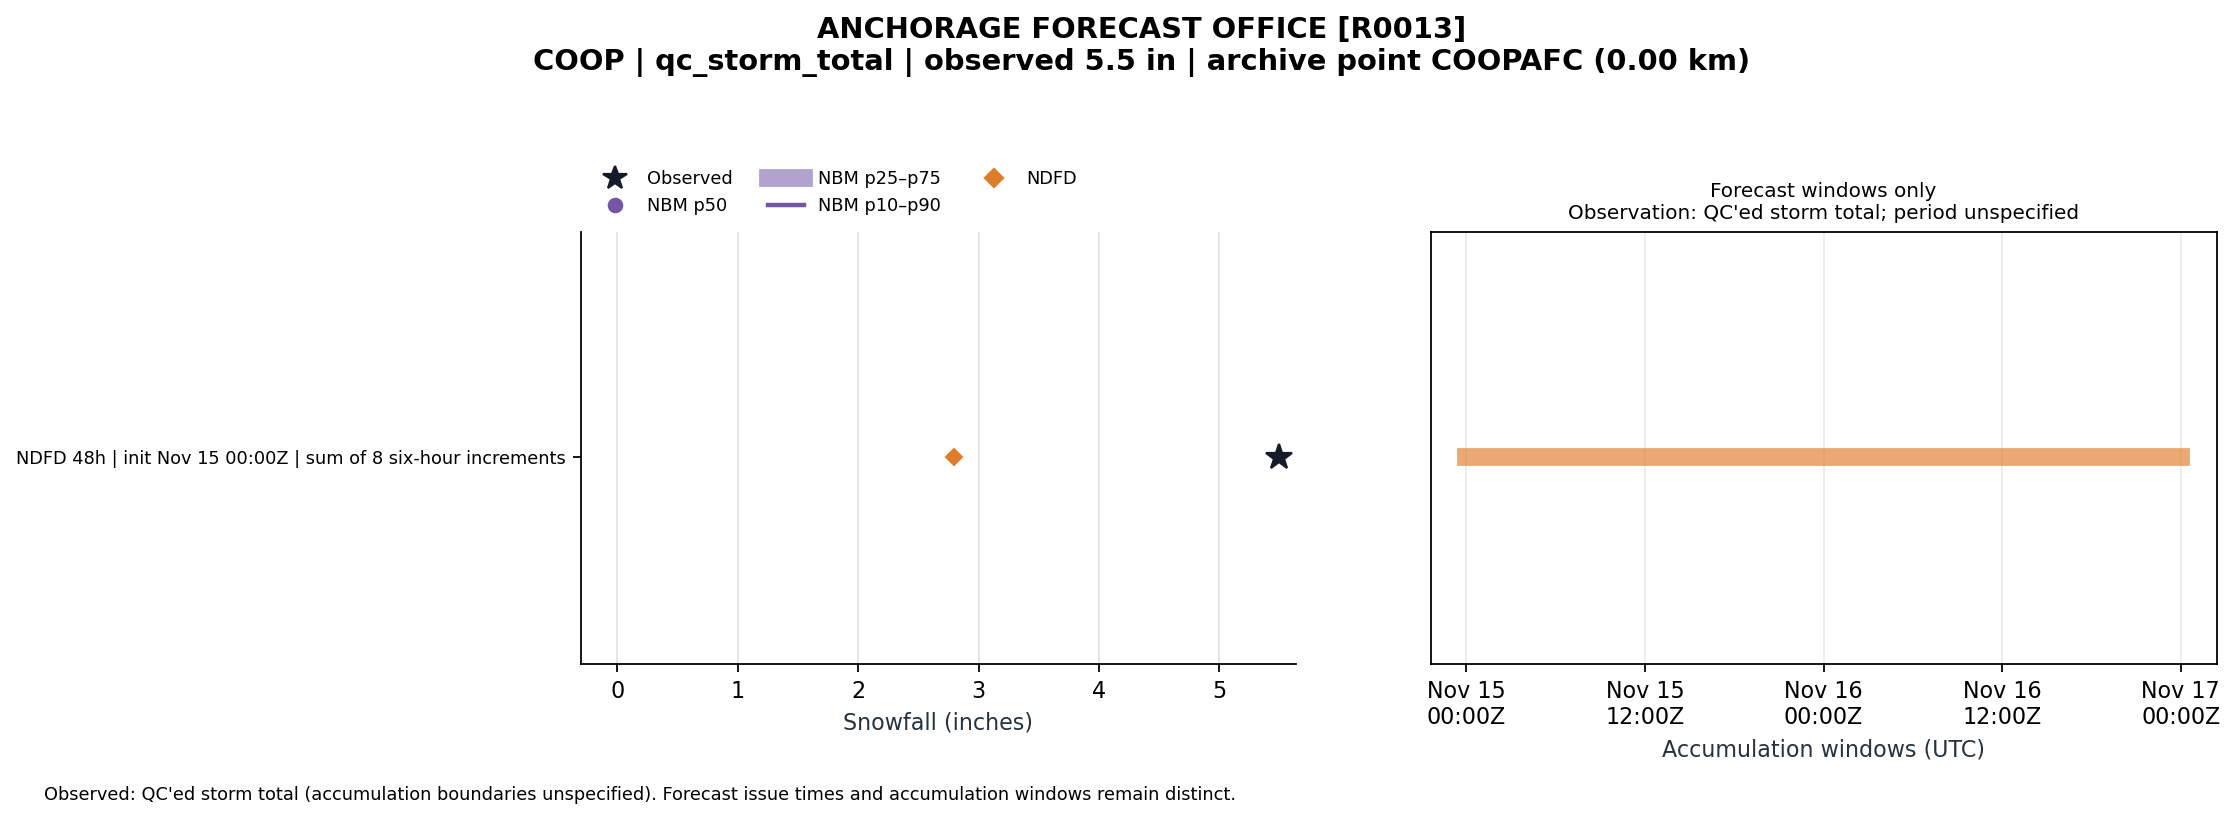 ANCHORAGE FORECAST OFFICE [R0013]
COOP | qc_storm_total | observed 5.5 in | archive point COOPAFC (0.00 km)
Observed
NBM p50
NBM p25–p75
NBM p10–p90
NDFD
NDFD 48h | init Nov 15 00:00Z | sum of 8 six-hour increments
0 1 2 3 4 5
Snowfall (inches)
Forecast windows only
Observation: QC'ed storm total; period unspecified
Nov 15 Nov 15 Nov 16 Nov 16 Nov 17
00:00Z 12:00Z 00:00Z 12:00Z 00:00Z
Accumulation windows (UTC)
Observed: QC'ed storm total (accumulation boundaries unspecified). Forecast issue times and accumulation windows remain distinct.